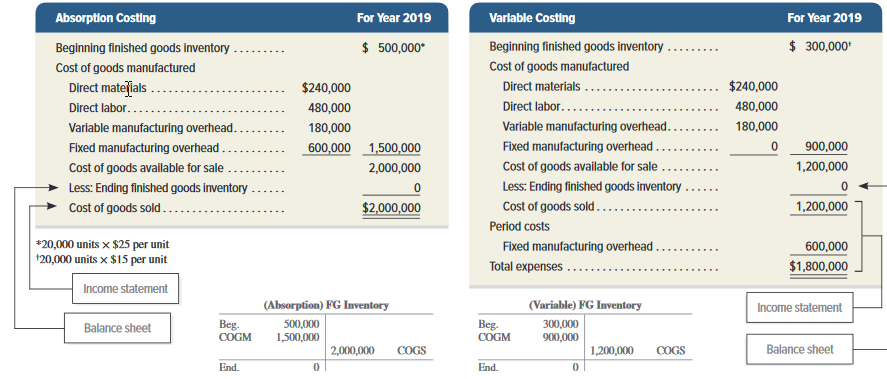 Absorption Costing For Year 2019
Beginning finished goods inventory . . . . . . . . . $ 500,000*
Cost of goods manufactured
Direct materials . . . . . . . . . . . . . . . . . . . . . . . $240,000
Direct labor. . . . . . . . . . . . . . . . . . . . . . . . . . . 480,000
Variable manufacturing overhead. . . . . . . . . . 180,000
Fixed manufacturing overhead . . . . . . . . . . . . 600,000 1,500,000
Cost of goods available for sale . . . . . . . . . . . 2,000,000
Less: Ending finished goods inventory . . . . . . 0
Cost of goods sold . . . . . . . . . . . . . . . . . . . . . $2,000,000
*20,000 units × $25 per unit
†20,000 units × $15 per unit
Income statement
Balance sheet
(Absorption) FG Inventory
Beg. 500,000
COGM 1,500,000
2,000,000 COGS
End. 0
Variable Costing For Year 2019
Beginning finished goods inventory . . . . . . . . . $ 300,000†
Cost of goods manufactured
Direct materials . . . . . . . . . . . . . . . . . . . . . . . $240,000
Direct labor. . . . . . . . . . . . . . . . . . . . . . . . . . . 480,000
Variable manufacturing overhead. . . . . . . . . . 180,000
Fixed manufacturing overhead . . . . . . . . . . . . 0 900,000
Cost of goods available for sale . . . . . . . . . . . 1,200,000
Less: Ending finished goods inventory . . . . . . 0
Cost of goods sold . . . . . . . . . . . . . . . . . . . . . 1,200,000
Period costs
Fixed manufacturing overhead . . . . . . . . . . . . 600,000
Total expenses . . . . . . . . . . . . . . . . . . . . . . . . . $1,800,000
(Variable) FG Inventory
Beg. 300,000
COGM 900,000
1,200,000 COGS
End. 0
Income statement
Balance sheet